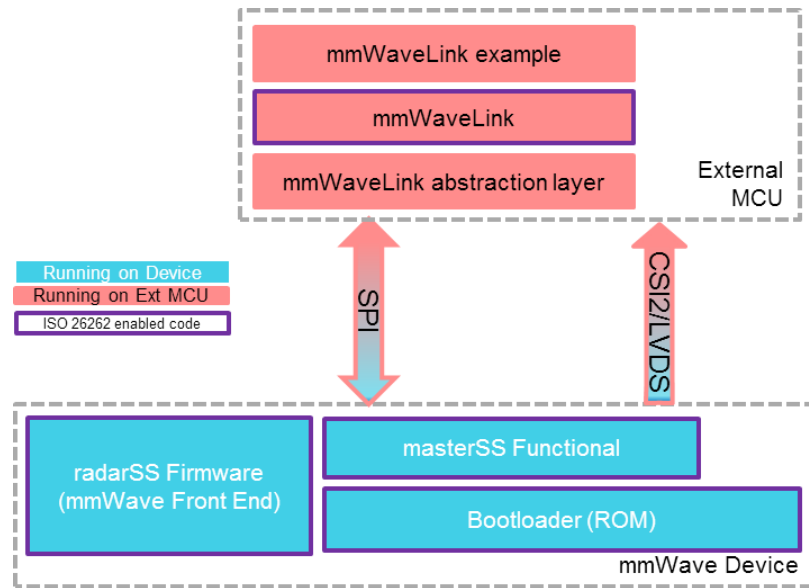 mmWaveLink example
mmWaveLink
mmWaveLink abstraction layer
External
MCU
Running on Device
Running on Ext MCU
ISO 26262 enabled code
SPI
CSI2/LVDS
radarSS Firmware
(mmWave Front End)
masterSS Functional
Bootloader (ROM)
mmWave Device